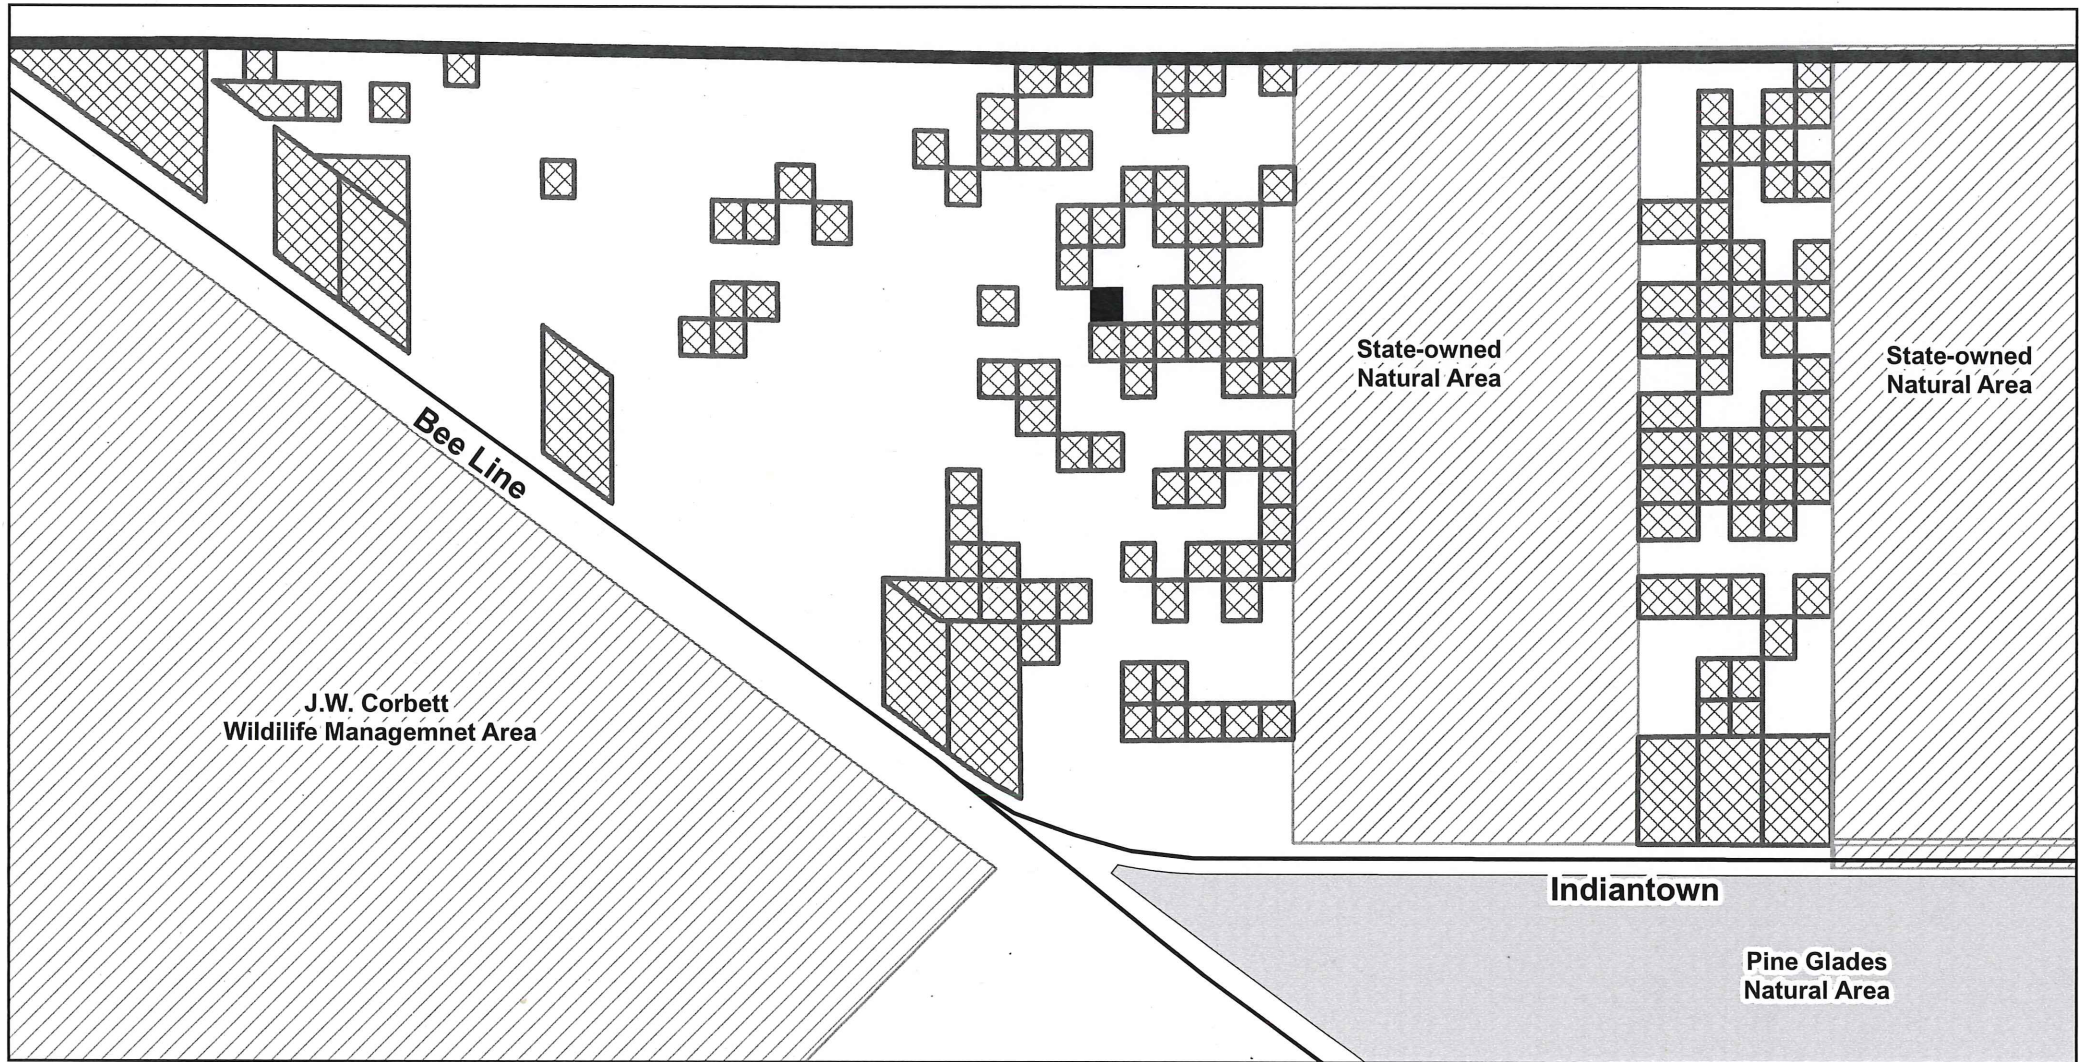 State-owned
Natural Area
State-owned
Natural Area
Bee Line
J.W. Corbett
Wildilife Managemnet Area
Indiantown
Pine Glades
Natural Area